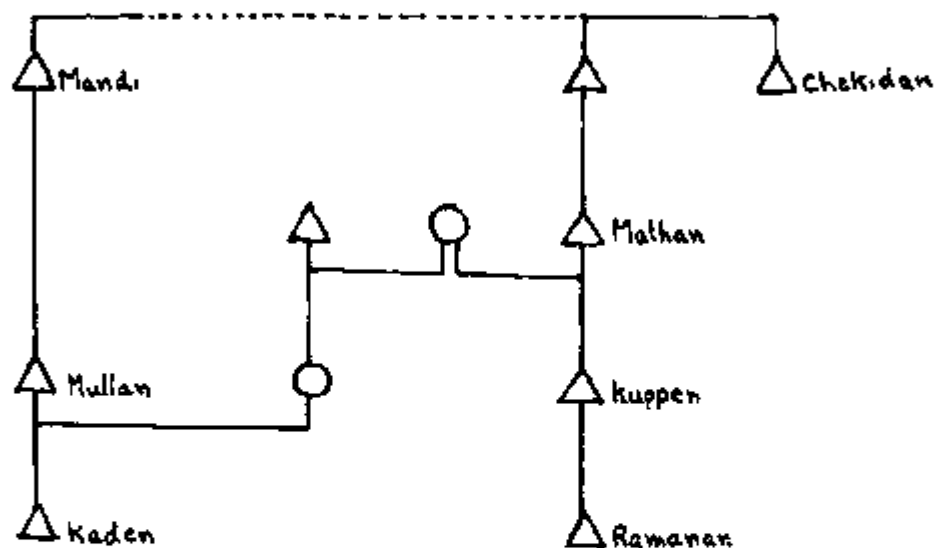 Mandi
Chekidan
Mathan
Mullan
Kuppen
Kaden
Ramanan